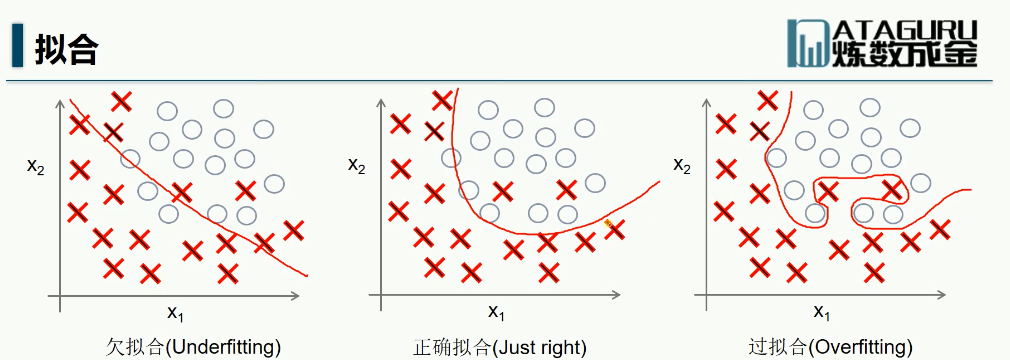 拟合
ATAGURU
炼数成金
x2
x1
欠拟合(Underfitting)
x2
x1
正确拟合(Just right)
x2
x1
过拟合(Overfitting)